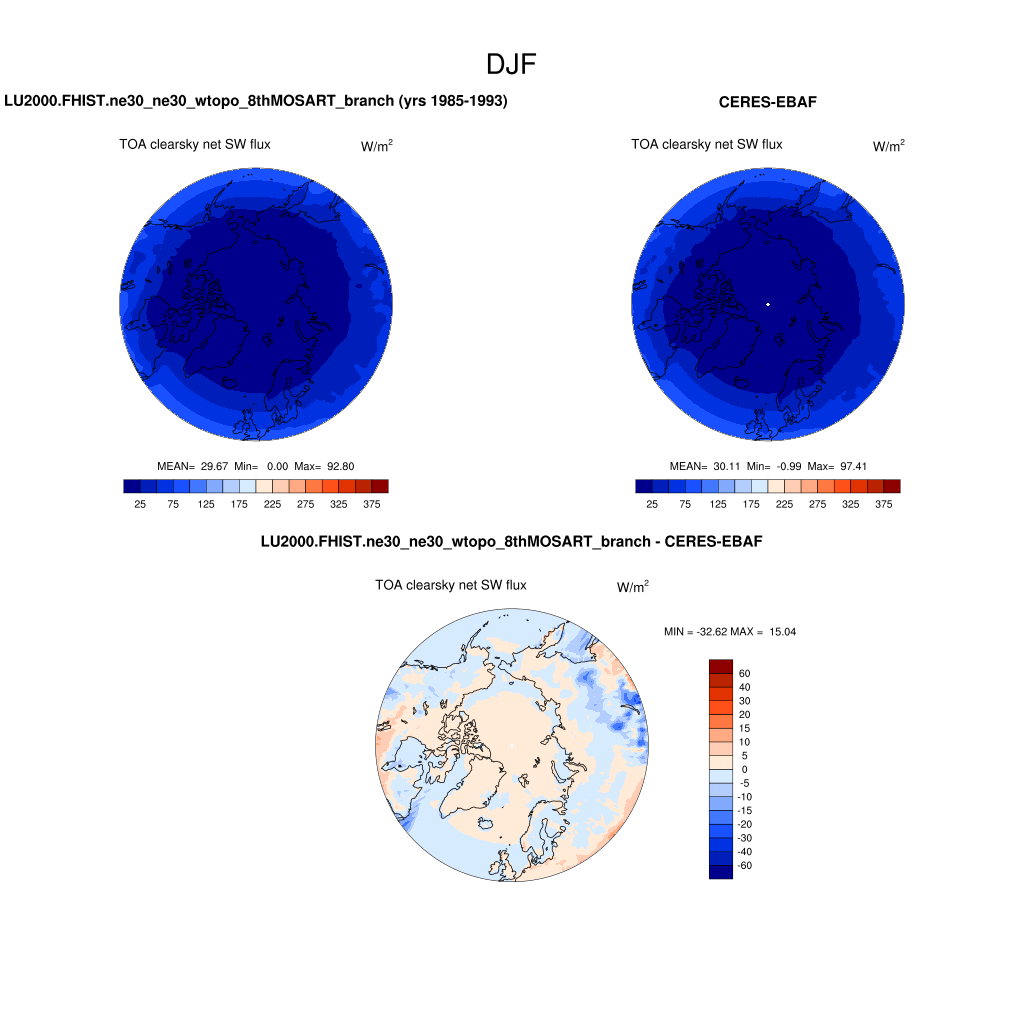 DJF
LU2000.FHIST.ne30_ne30_wtopo_8thMOSART_branch (yrs 1985-1993)
CERES-EBAF
TOA clearsky net SW flux W/m²
TOA clearsky net SW flux W/m²
MEAN= 29.67 Min= 0.00 Max= 92.80
MEAN= 30.11 Min= -0.99 Max= 97.41
25 75 125 175 225 275 325 375
25 75 125 175 225 275 325 375
LU2000.FHIST.ne30_ne30_wtopo_8thMOSART_branch - CERES-EBAF
TOA clearsky net SW flux W/m²
MIN = -32.62 MAX = 15.04
60
40
30
20
15
10
5
0
-5
-10
-15
-20
-30
-40
-60